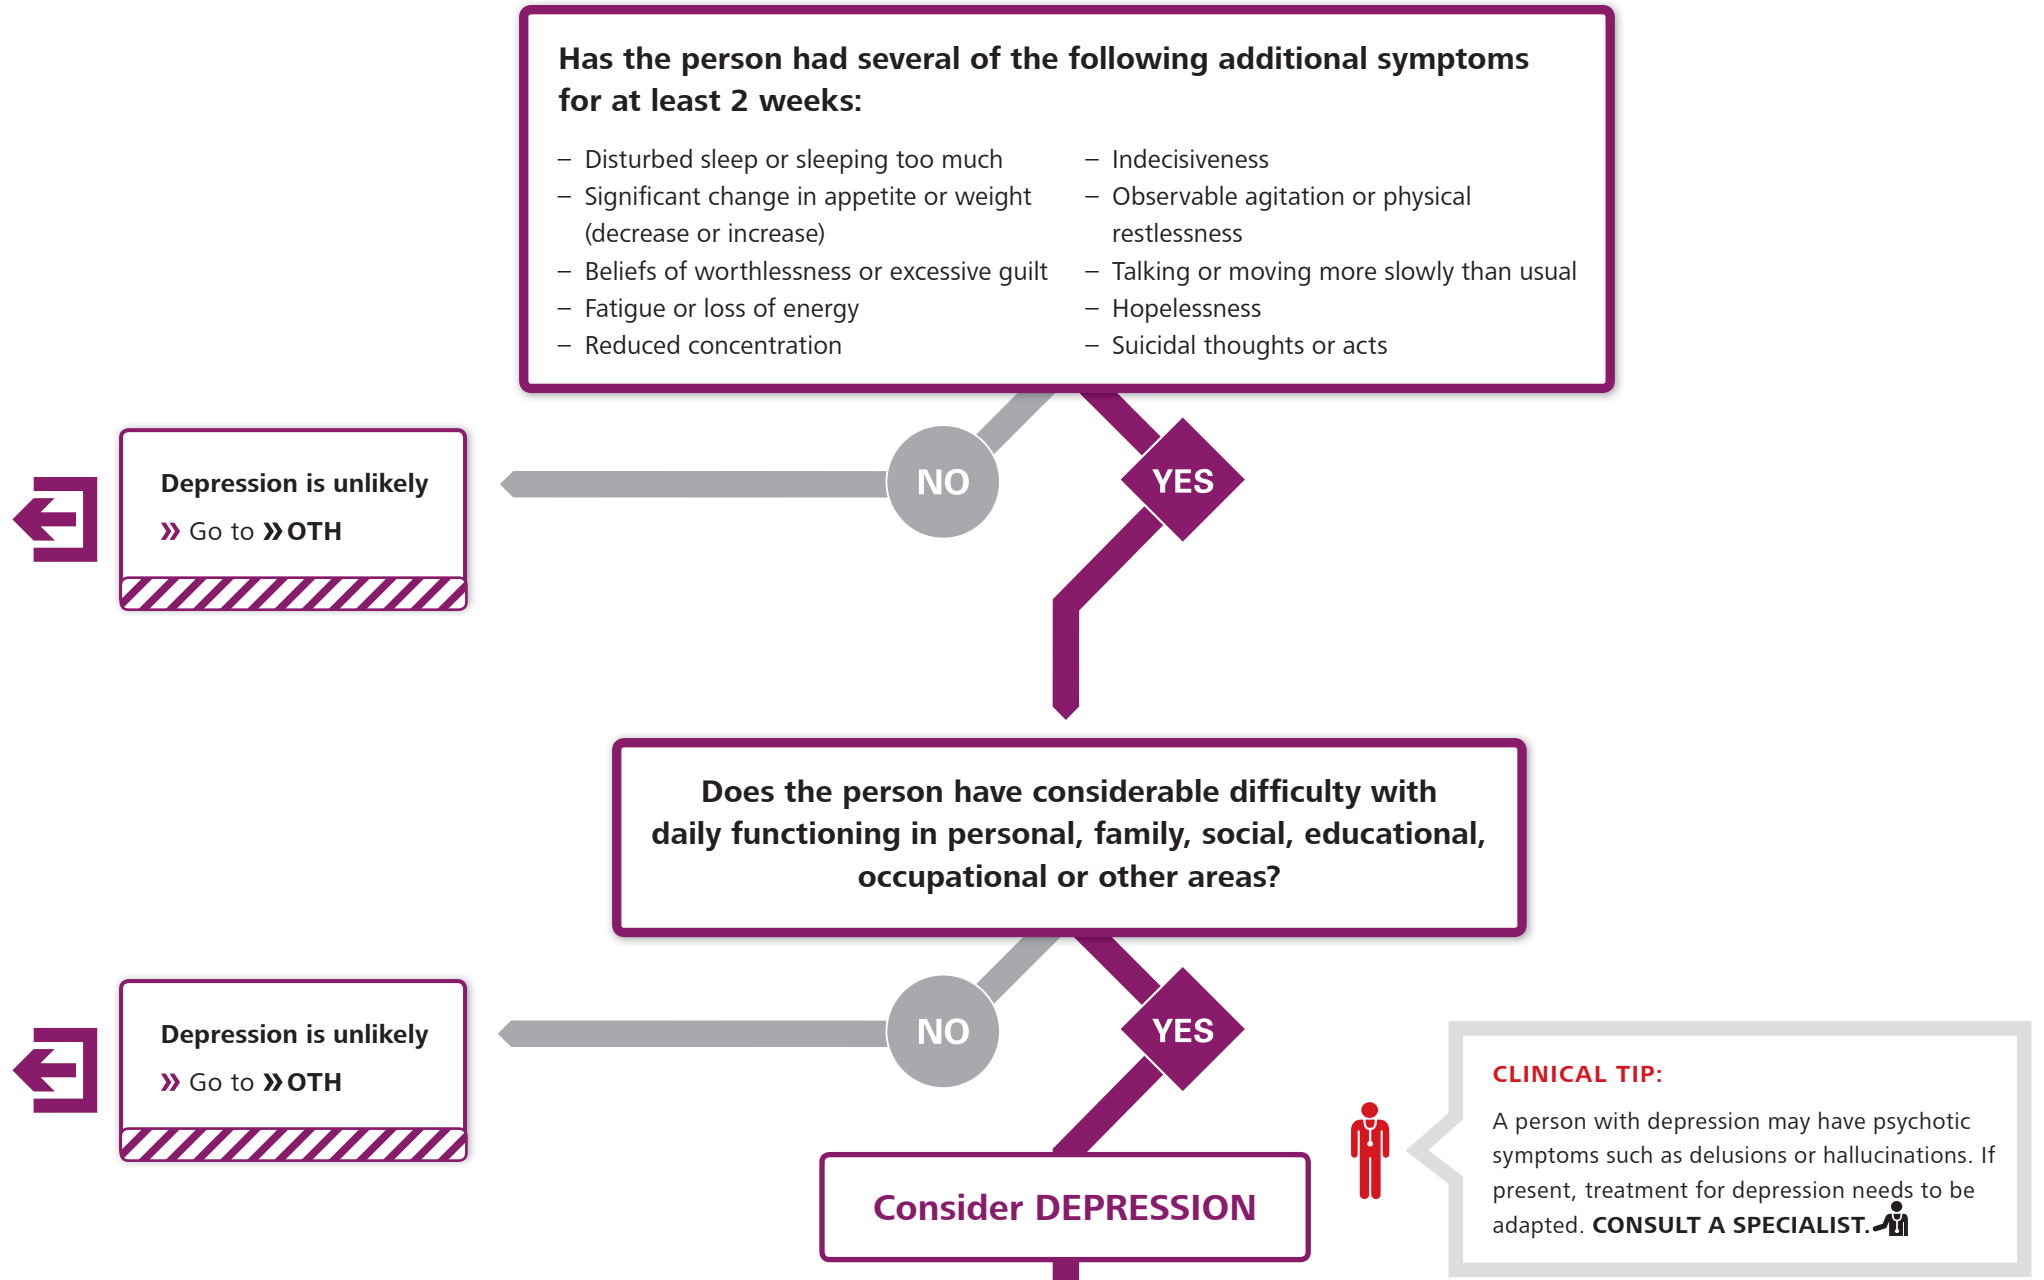 Has the person had several of the following additional symptoms
for at least 2 weeks:
– Disturbed sleep or sleeping too much
– Significant change in appetite or weight
(decrease or increase)
– Beliefs of worthlessness or excessive guilt
– Fatigue or loss of energy
– Reduced concentration
– Indecisiveness
– Observable agitation or physical
restlessness
– Talking or moving more slowly than usual
– Hopelessness
– Suicidal thoughts or acts
NO
YES
Depression is unlikely
» Go to »OTH
Does the person have considerable difficulty with
daily functioning in personal, family, social, educational,
occupational or other areas?
NO
YES
Depression is unlikely
» Go to »OTH
Consider DEPRESSION
CLINICAL TIP:
A person with depression may have psychotic
symptoms such as delusions or hallucinations. If
present, treatment for depression needs to be
adapted. CONSULT A SPECIALIST.